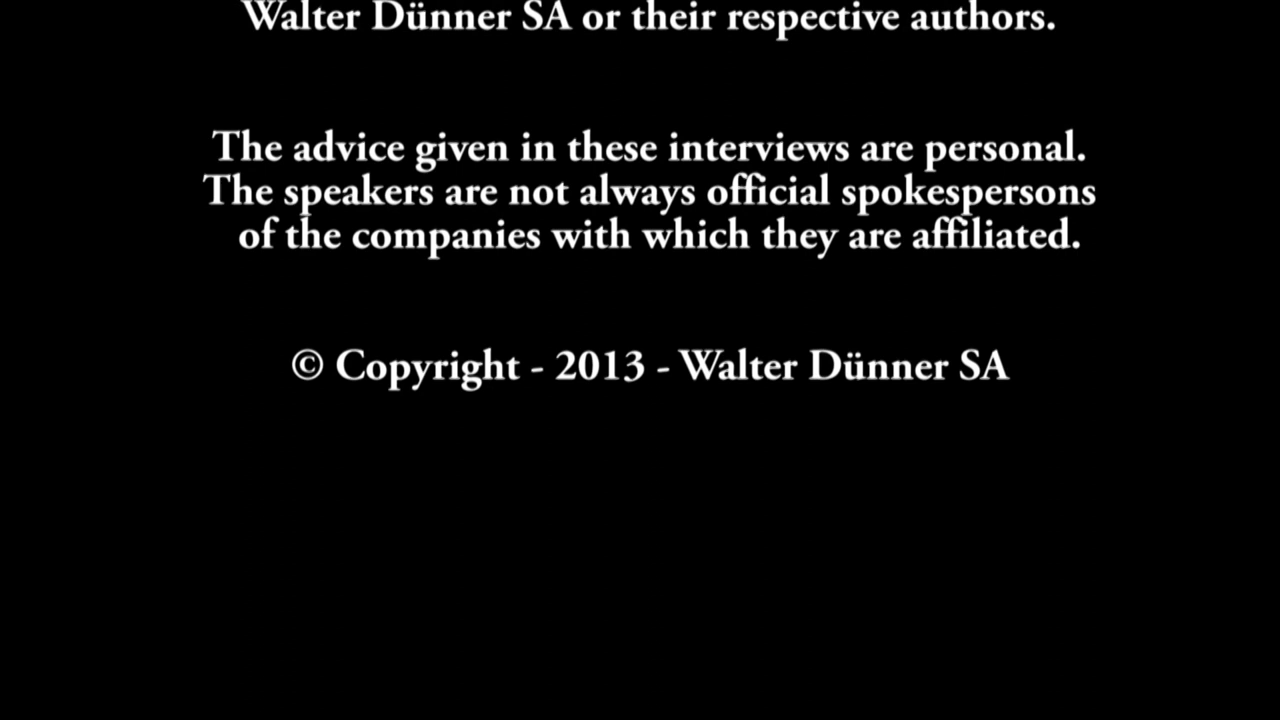 Walter Dünner SA or their respective authors.
The advice given in these interviews are personal.
The speakers are not always official spokespersons
of the companies with which they are affiliated.
© Copyright - 2013 - Walter Dünner SA